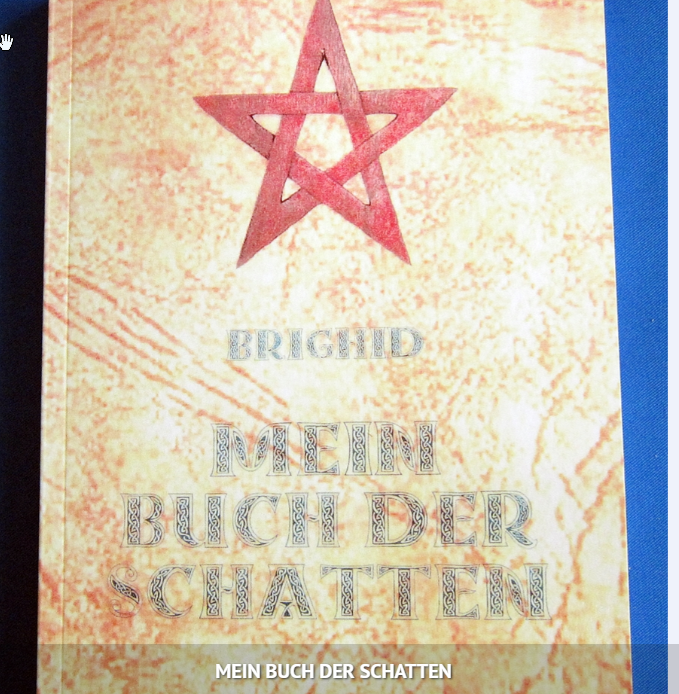 BRIGHID
MEIN
BUCH DER
SCHATTEN
MEIN BUCH DER SCHATTEN